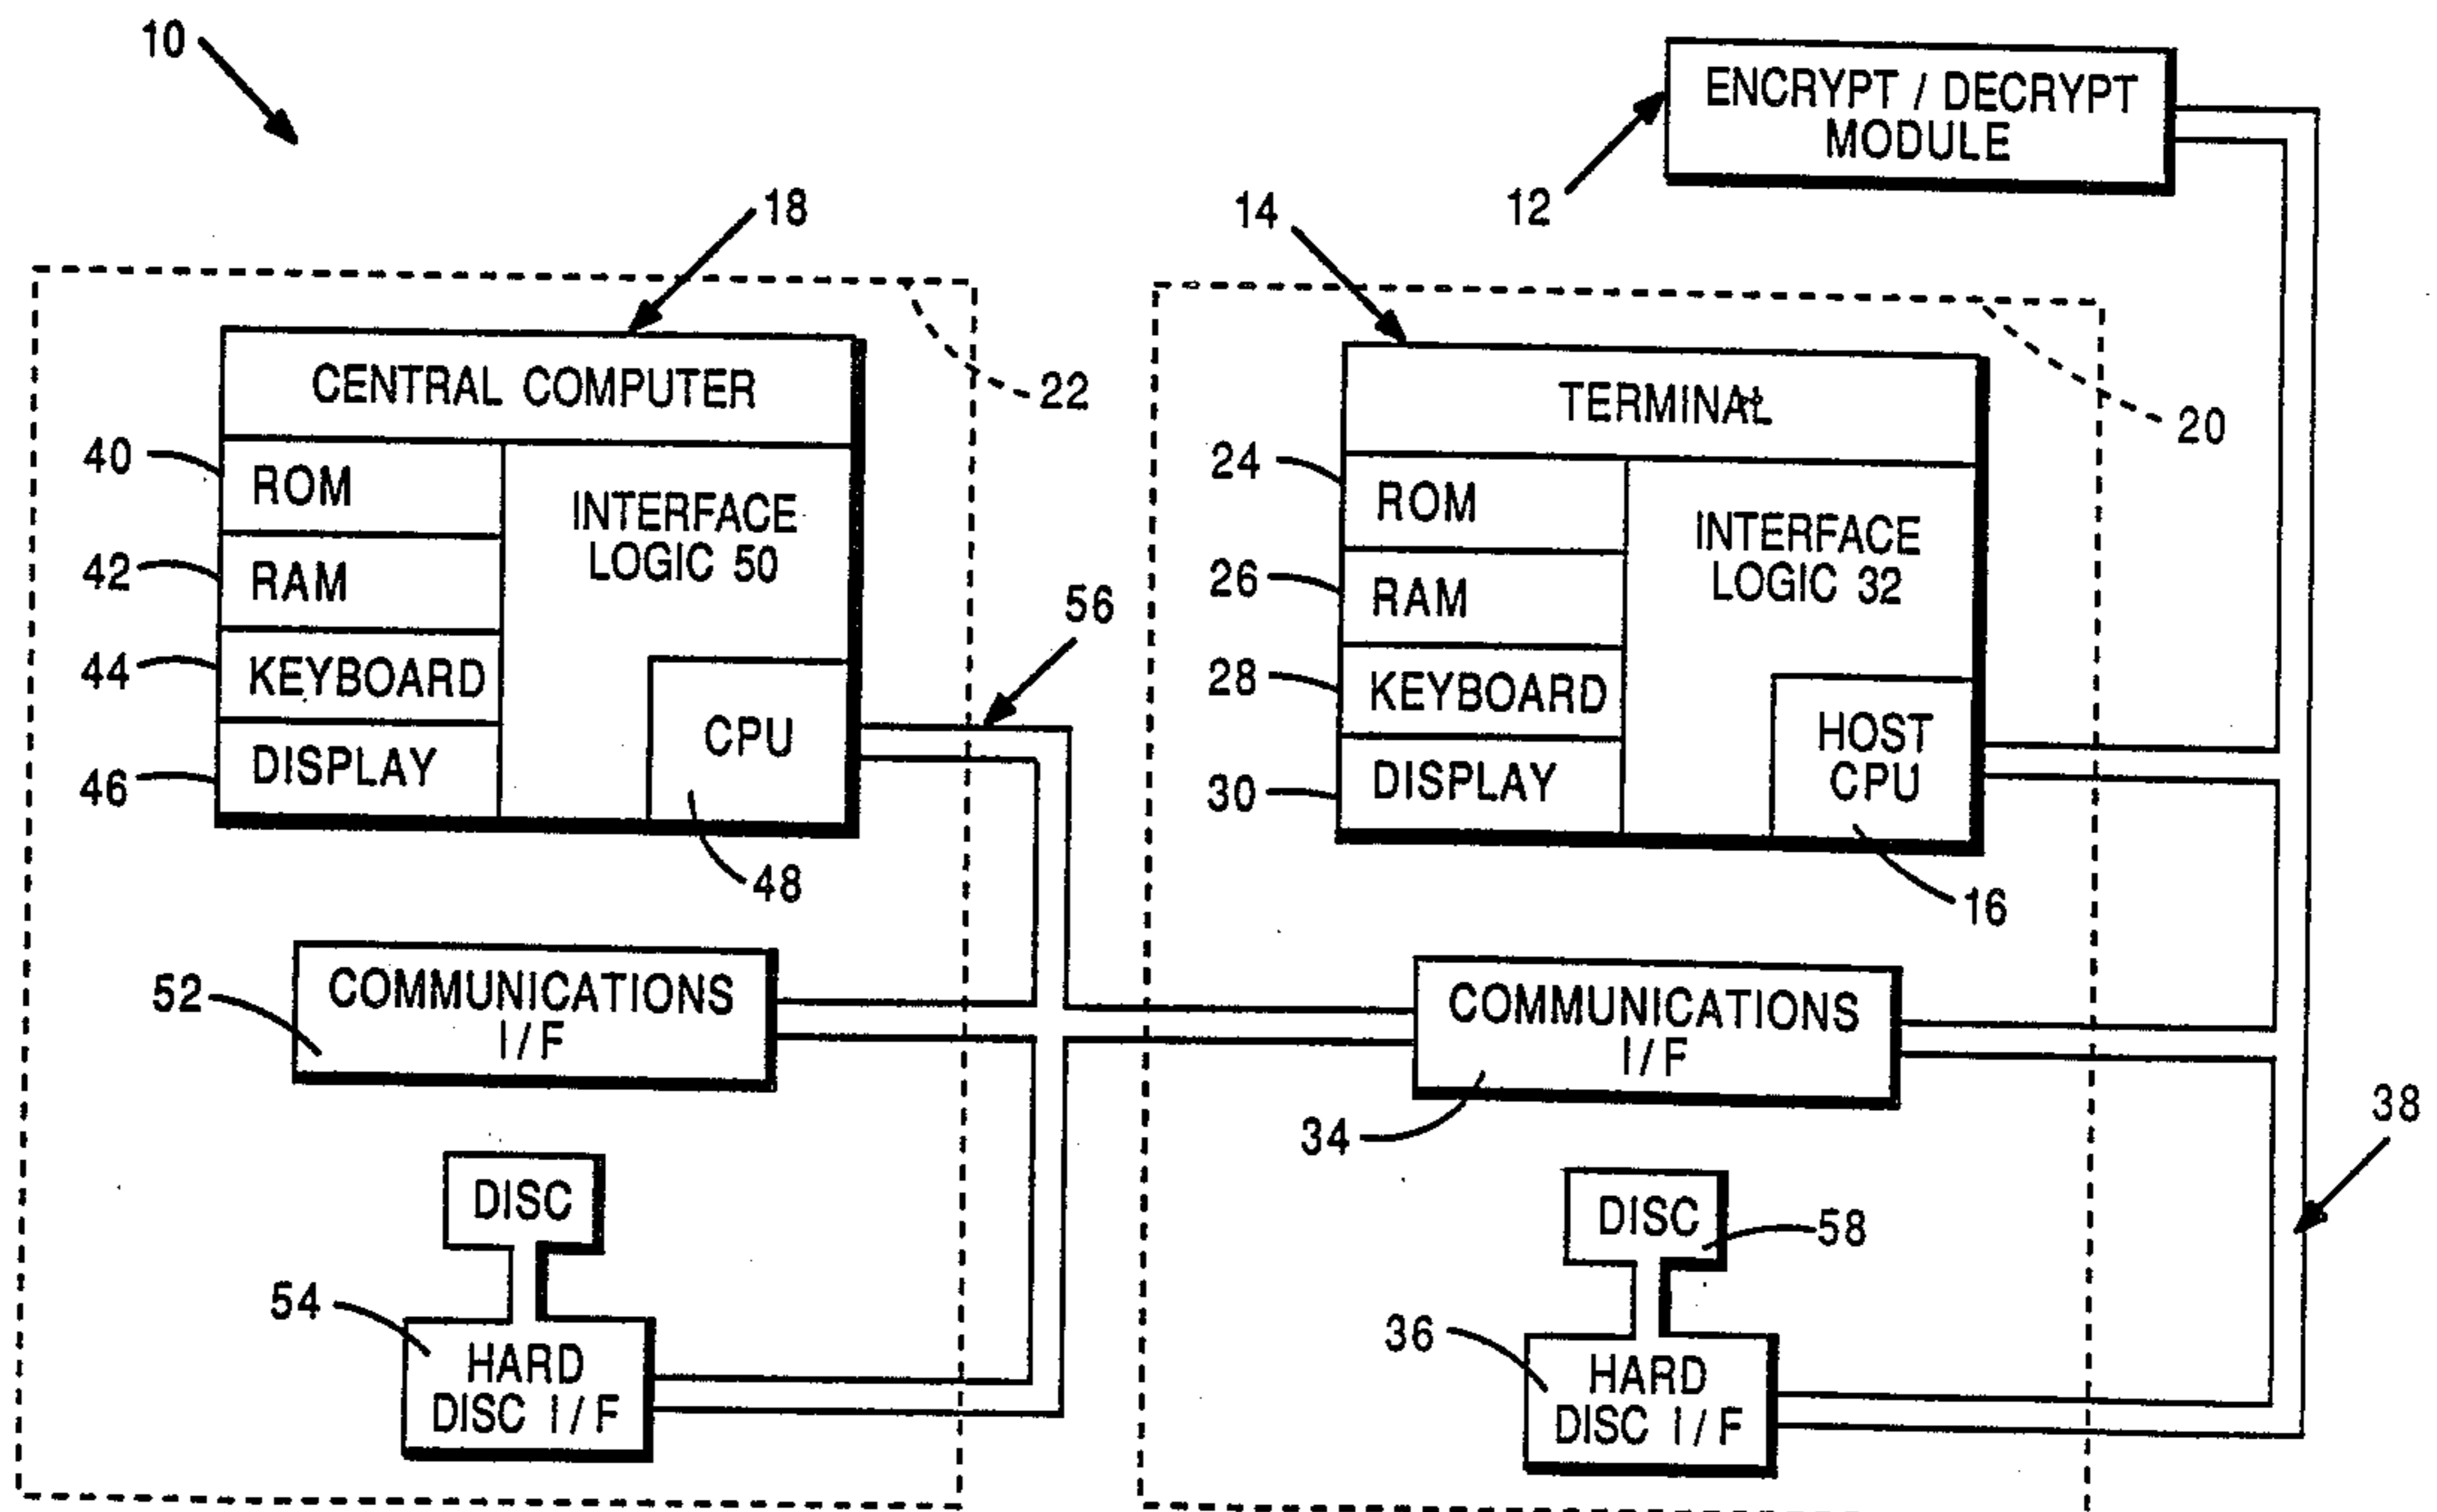 10
ENCRYPT / DECRYPT
MODULE
12
18
14
22
20
CENTRAL COMPUTER
40
ROM
42
RAM
44
KEYBOARD
46
DISPLAY
INTERFACE
LOGIC 50
CPU
48
56
TERMINAL
24
ROM
26
RAM
28
KEYBOARD
30
DISPLAY
INTERFACE
LOGIC 32
HOST
CPU
16
52
COMMUNICATIONS
I/F
COMMUNICATIONS
I/F
34
38
DISC
54
HARD
DISC I/F
DISC
58
36
HARD
DISC I/F